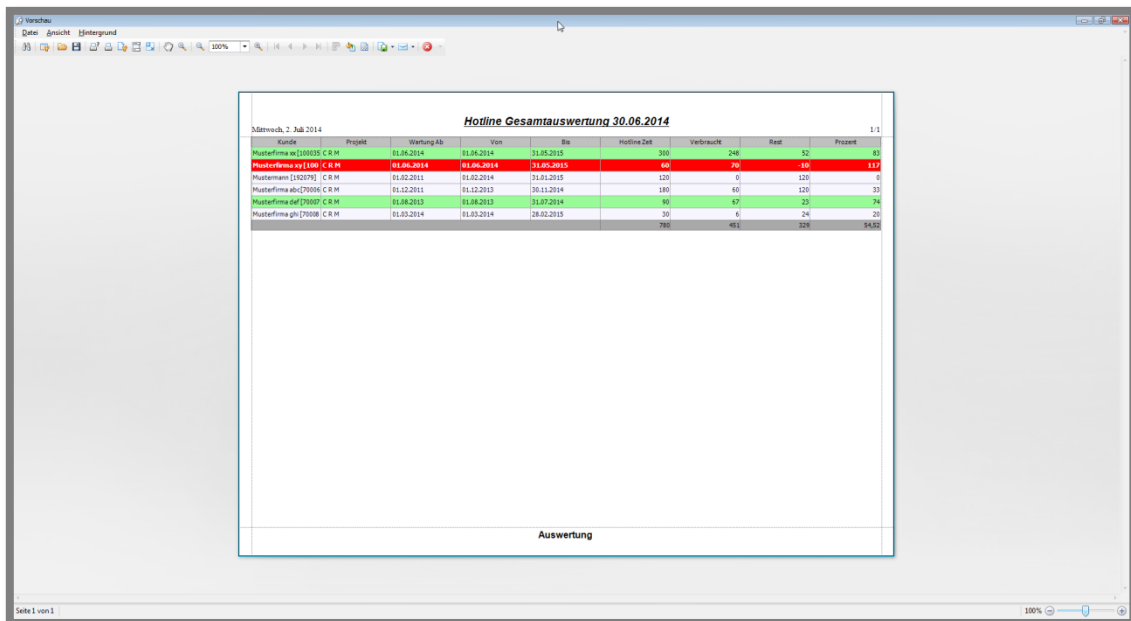 Vorschau
Datei Ansicht Hintergrund
100%
Hotline Gesamtauswertung 30.06.2014
Mittwoch, 2. Juli 2014 1/1
Kunde Projekt Wartung Ab Von Bis Hotline Zeit Verbraucht Rest Prozent
Musterfirma xx [100035 C R M 01.06.2014 01.06.2014 31.05.2015 300 248 52 83
Musterfirma xy [100 C R M 01.06.2014 01.06.2014 31.05.2015 60 70 -10 117
Mustermann [192079] C R M 01.02.2011 01.02.2014 31.01.2015 120 0 120 0
Musterfirma abc[70006 C R M 01.12.2011 01.12.2013 30.11.2014 180 60 120 33
Musterfirma def [70007 C R M 01.08.2013 01.08.2013 31.07.2014 90 67 23 74
Musterfirma ghi [70008 C R M 01.03.2014 01.03.2014 28.02.2015 30 6 24 20
780 451 329 54,52
Auswertung
Seite 1 von 1 100%